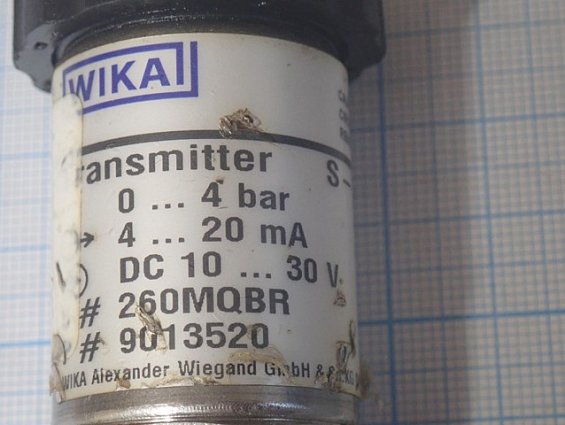 WIKA
ransmitter S-
0 ... 4 bar
4 ... 20 mA
DC 10 ... 30 V
# 260MQBR
# 9013520
WIKA Alexander Wiegand GmbH &